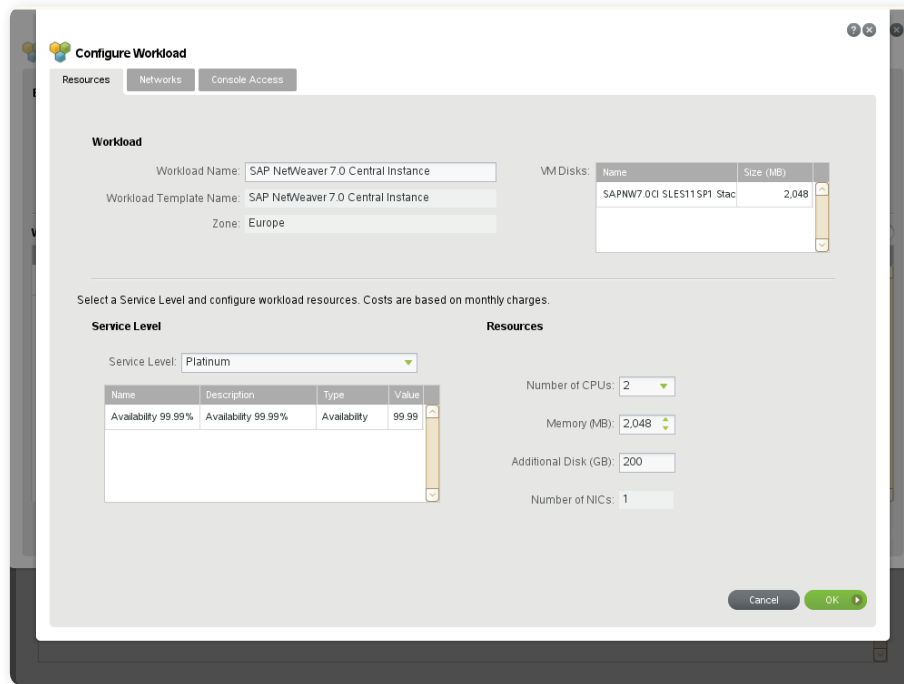 Configure Workload
Resources Networks Console Access
Workload
Workload Name: SAP NetWeaver 7.0 Central Instance
Workload Template Name: SAP NetWeaver 7.0 Central Instance
Zone: Europe
VM Disks: Name Size (MB)
SAPNW7.0CI SLES11SP1 Stac 2,048
Select a Service Level and configure workload resources. Costs are based on monthly charges.
Service Level
Service Level: Platinum
Name Description Type Value
Availability 99.99% Availability 99.99% Availability 99.99
Resources
Number of CPUs: 2
Memory (MB): 2,048
Additional Disk (GB): 200
Number of NICs: 1
Cancel OK